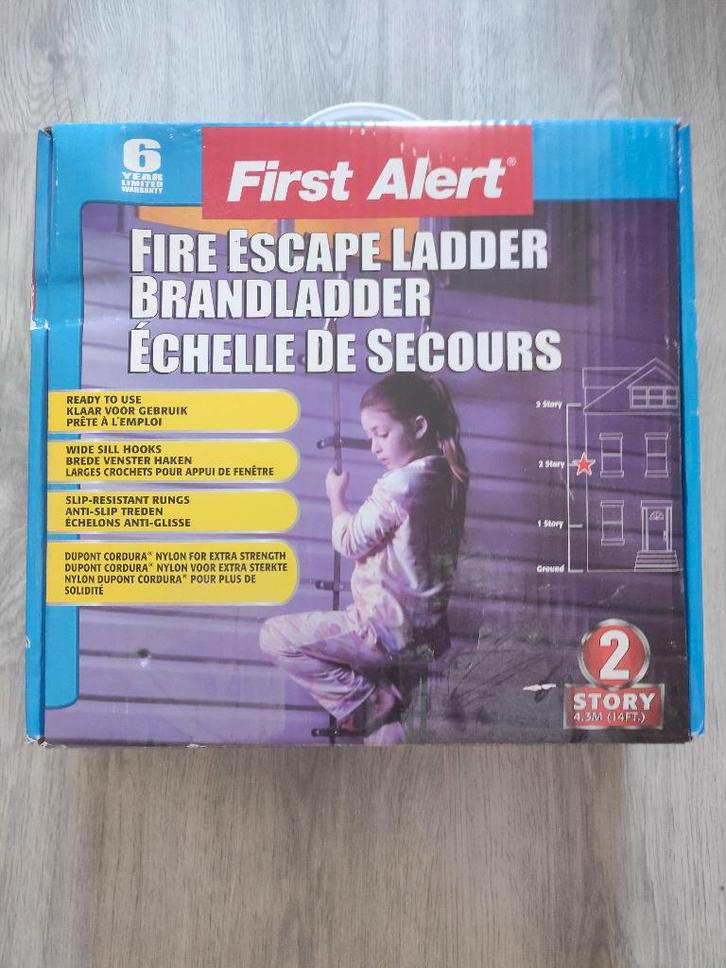 6
YEAR
LIMITED
WARRANTY
First Alert®
FIRE ESCAPE LADDER
BRANDLADDER
ÉCHELLE DE SECOURS
READY TO USE
KLAAR VOOR GEBRUIK
PRÊTE À L'EMPLOI
WIDE SILL HOOKS
BREDE VENSTER HAKEN
LARGES CROCHETS POUR APPUI DE FENÊTRE
SLIP-RESISTANT RUNGS
ANTI-SLIP TREDEN
ÉCHELONS ANTI-GLISSE
DUPONT CORDURA® NYLON FOR EXTRA STRENGTH
DUPONT CORDURA® NYLON VOOR EXTRA STERKTE
NYLON DUPONT CORDURA® POUR PLUS DE
SOLIDITÉ
3 Story
2 Story
1 Story
Ground
2
STORY
4.3M (14FT.)